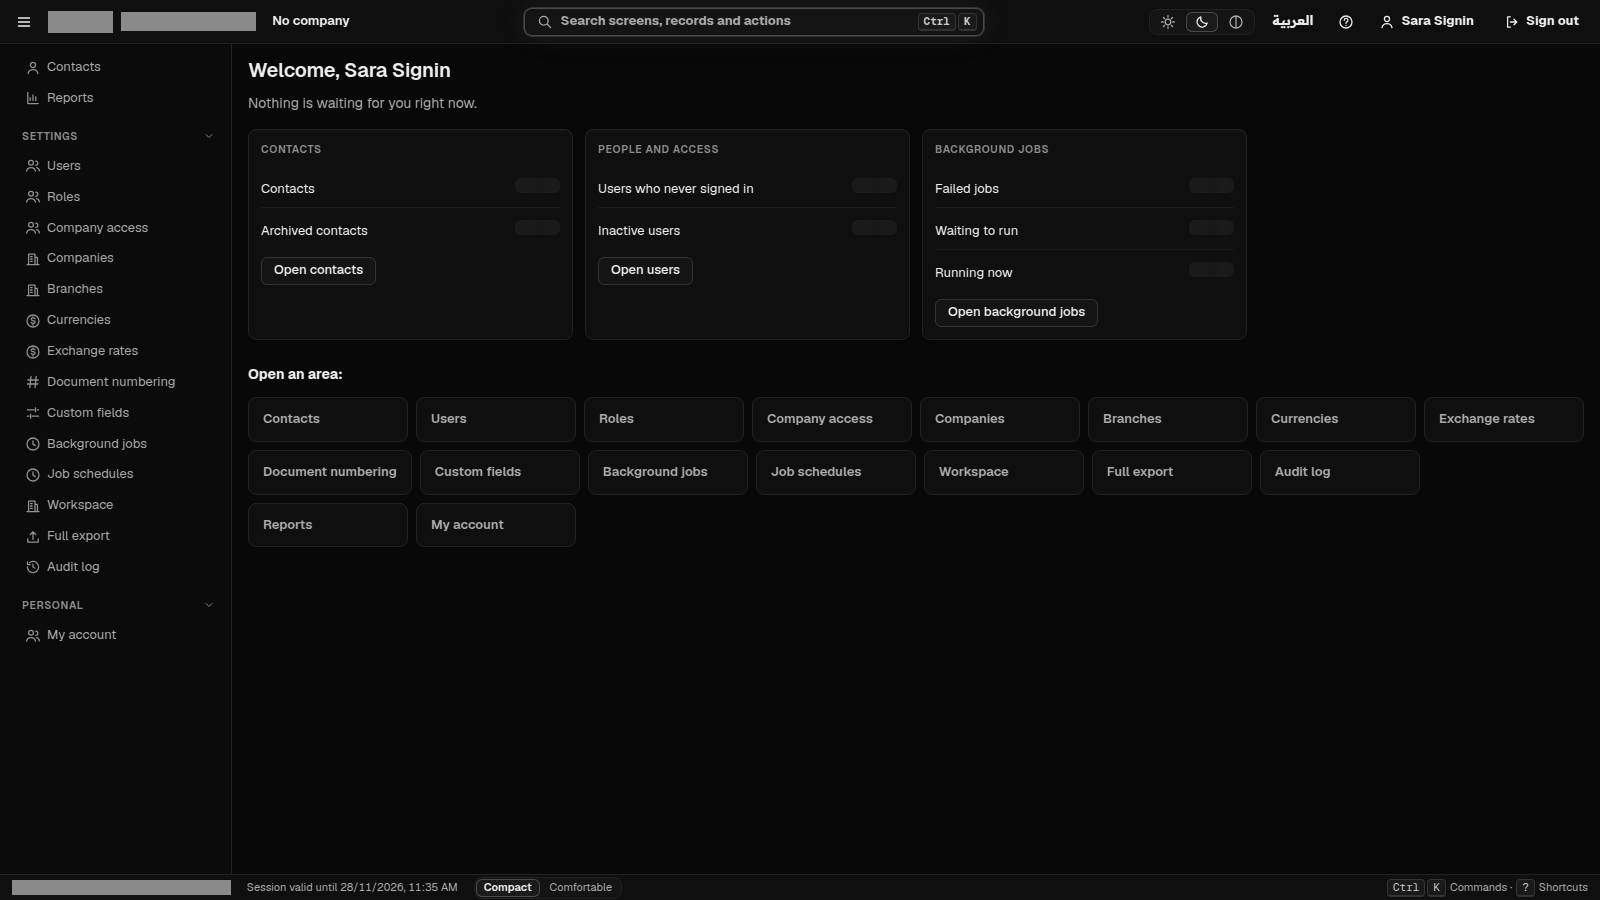 No company
Search screens, records and actions
Ctrl K
العربية
Sara Signin
Sign out
Contacts
Reports
SETTINGS
Users
Roles
Company access
Companies
Branches
Currencies
Exchange rates
Document numbering
Custom fields
Background jobs
Job schedules
Workspace
Full export
Audit log
PERSONAL
My account
Welcome, Sara Signin
Nothing is waiting for you right now.
CONTACTS
Contacts
Archived contacts
Open contacts
PEOPLE AND ACCESS
Users who never signed in
Inactive users
Open users
BACKGROUND JOBS
Failed jobs
Waiting to run
Running now
Open background jobs
Open an area:
Contacts
Users
Roles
Company access
Companies
Branches
Currencies
Exchange rates
Document numbering
Custom fields
Background jobs
Job schedules
Workspace
Full export
Audit log
Reports
My account
Session valid until 28/11/2026, 11:35 AM
Compact
Comfortable
Ctrl K Commands · ? Shortcuts